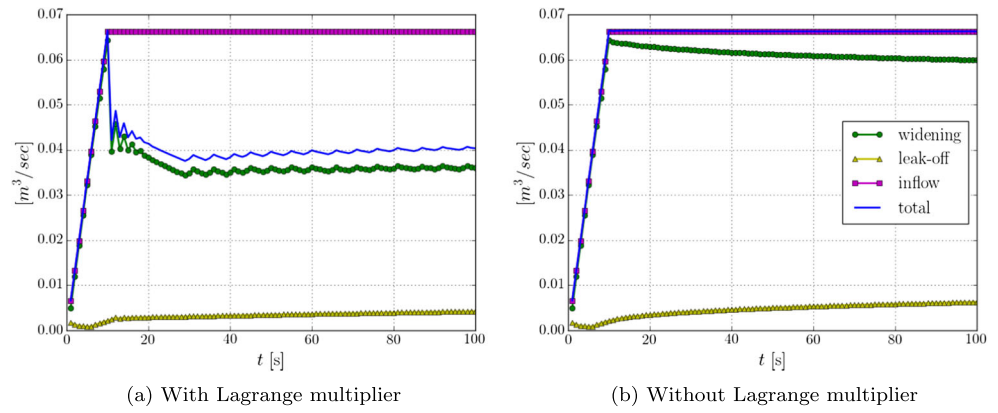 0.07
0.06
0.05
0.04
0.03
0.02
0.01
0.00
[m³/sec]
0 20 40 60 80 100
t [s]
(a) With Lagrange multiplier
0.07
0.06
0.05
0.04
0.03
0.02
0.01
0.00
[m³/sec]
widening
leak-off
inflow
total
0 20 40 60 80 100
t [s]
(b) Without Lagrange multiplier